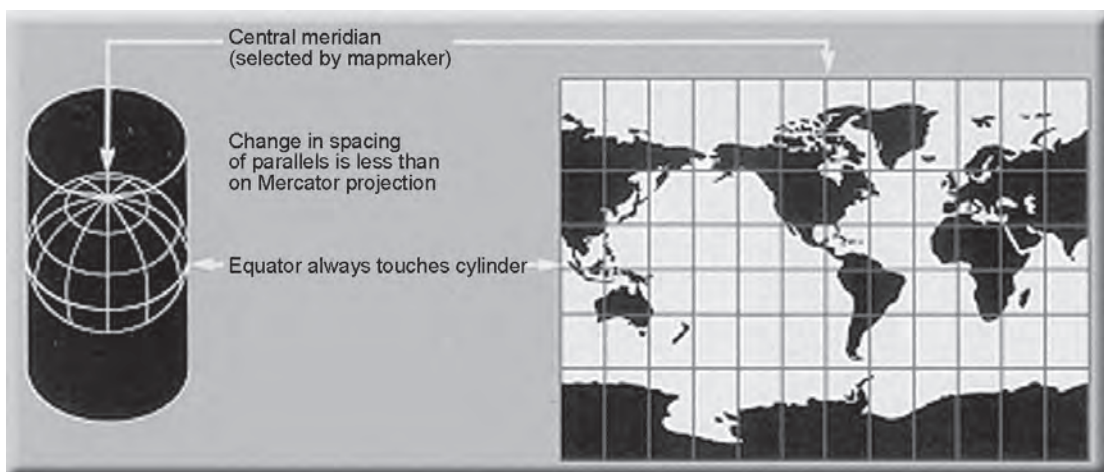 Central meridian
(selected by mapmaker)
Change in spacing
of parallels is less than
on Mercator projection
Equator always touches cylinder